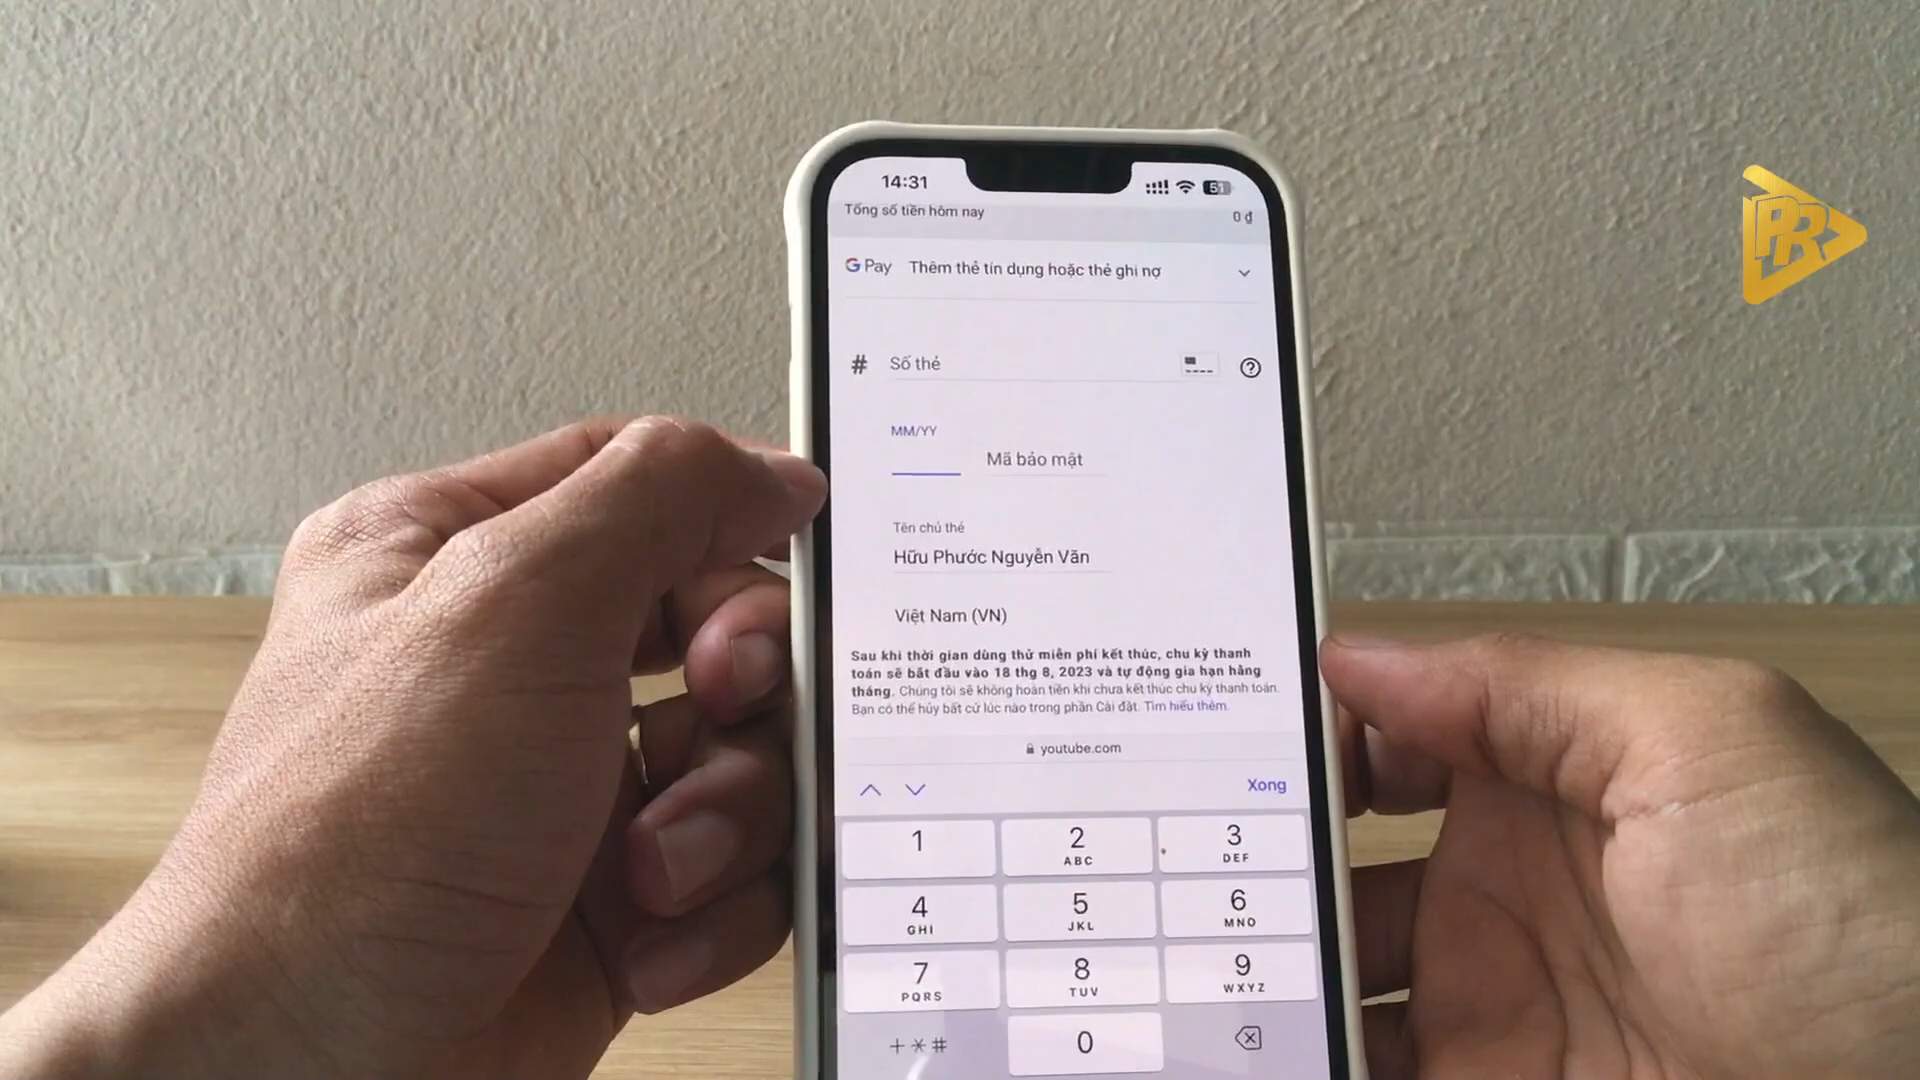 14:31
51
Tổng số tiền hôm nay
0 đ
G Pay Thêm thẻ tín dụng hoặc thẻ ghi nợ
# Số thẻ
MM/YY
Mã bảo mật
Tên chủ thẻ
Hữu Phước Nguyễn Văn
Việt Nam (VN)
Sau khi thời gian dùng thử miễn phí kết thúc, chu kỳ thanh
toán sẽ bắt đầu vào 18 thg 8, 2023 và tự động gia hạn hằng
tháng. Chúng tôi sẽ không hoàn tiền khi chưa kết thúc chu kỳ thanh toán.
Bạn có thể hủy bất cứ lúc nào trong phần Cài đặt. Tìm hiểu thêm.
youtube.com
Xong
1
2
ABC
3
DEF
4
GHI
5
JKL
6
MNO
7
PQRS
8
TUV
9
WXYZ
+*#
0
PR